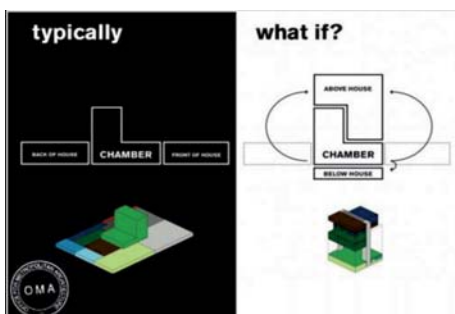 typically
BACK OF HOUSE
CHAMBER
FRONT OF HOUSE
OMA
what if?
ABOVE HOUSE
CHAMBER
BELOW HOUSE